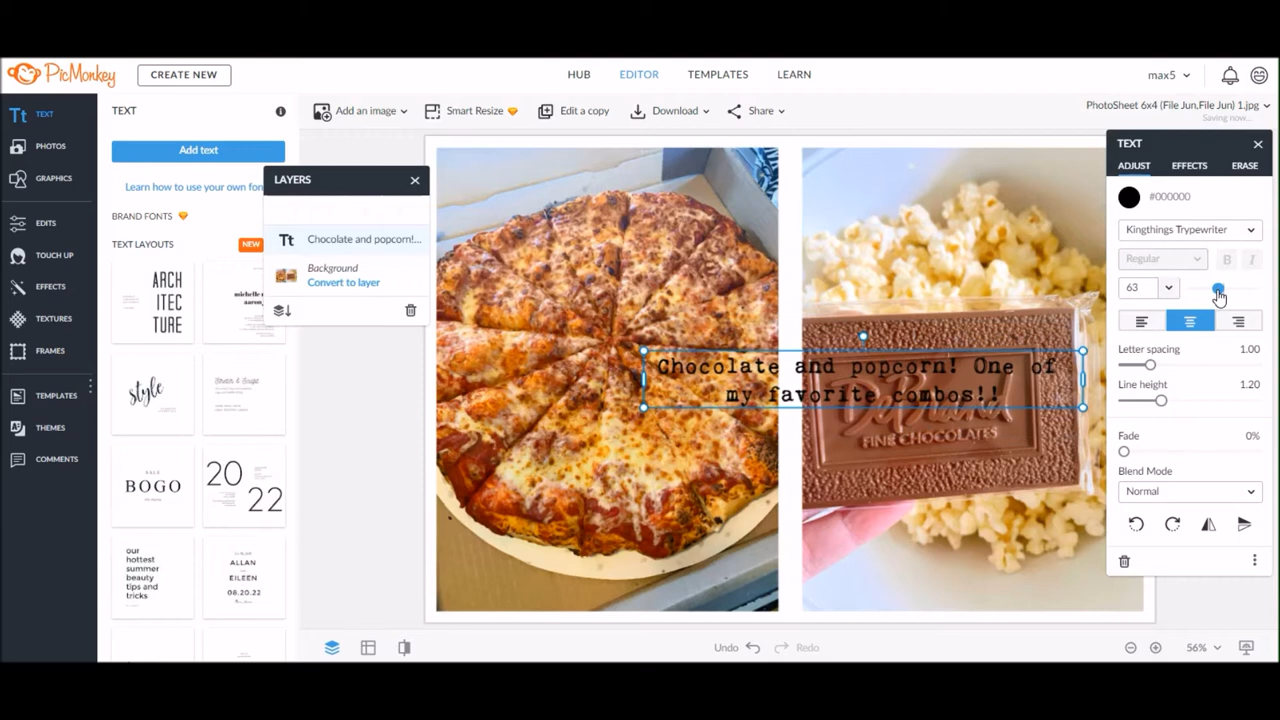 PicMonkey
CREATE NEW
HUB
EDITOR
TEMPLATES
LEARN
max5
Tt
TEXT
PHOTOS
GRAPHICS
EDITS
TOUCH UP
EFFECTS
TEXTURES
FRAMES
TEMPLATES
THEMES
COMMENTS
TEXT
Add text
Learn how to use your own fon
BRAND FONTS
TEXT LAYOUTS
NEW
ARCH
ITEC
TURE
style
SALE
BOGO
20
22
our
hottest
summer
beauty
tips and
tricks
ALLAN
EILEEN
08.20.22
LAYERS
Tt
Chocolate and popcorn!...
Background
Convert to layer
Add an image
Smart Resize
Edit a copy
Download
Share
PhotoSheet 6x4 (File Jun,File Jun) 1.jpg
Saving now...
Chocolate and popcorn! One of
my favorite combos!!
FINE CHOCOLATES
TEXT
ADJUST
EFFECTS
ERASE
#000000
Kingthings Typewriter
Regular
B
I
63
Letter spacing
1.00
Line height
1.20
Fade
0%
Blend Mode
Normal
Undo
Redo
56%